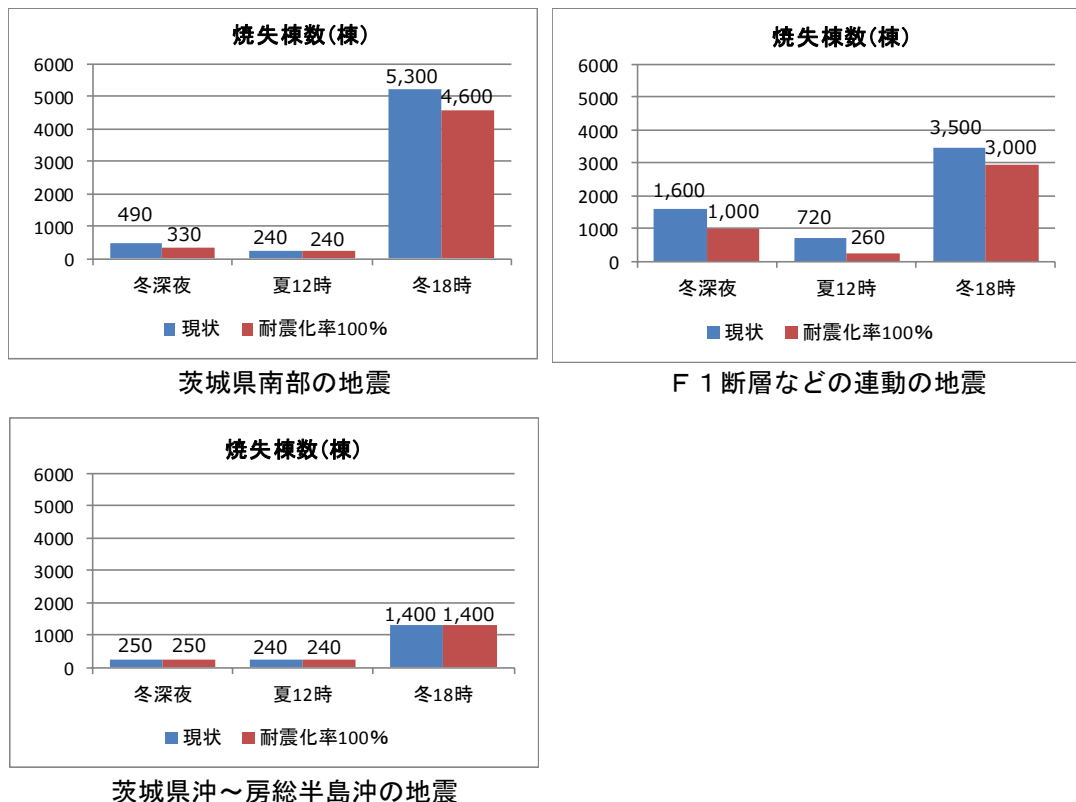 焼失棟数(棟)
6000
5000
4000
3000
2000
1000
0
490
330
240
240
5,300
4,600
冬深夜
夏12時
冬18時
現状
耐震化率100%
茨城県南部の地震
焼失棟数(棟)
6000
5000
4000
3000
2000
1000
0
1,600
1,000
720
260
3,500
3,000
冬深夜
夏12時
冬18時
現状
耐震化率100%
F1断層などの連動の地震
焼失棟数(棟)
6000
5000
4000
3000
2000
1000
0
250
250
240
240
1,400
1,400
冬深夜
夏12時
冬18時
現状
耐震化率100%
茨城県沖～房総半島沖の地震